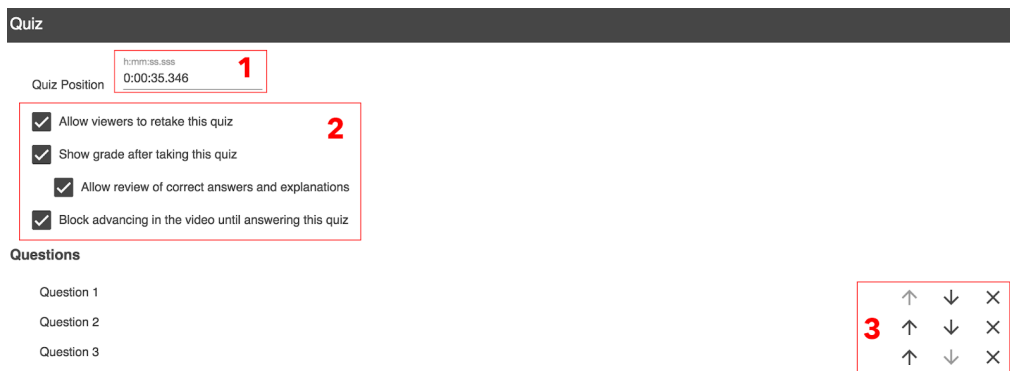 Quiz
h:mm:ss.sss
1
Quiz Position 0:00:35.346
Allow viewers to retake this quiz
2
Show grade after taking this quiz
Allow review of correct answers and explanations
Block advancing in the video until answering this quiz
Questions
Question 1
Question 2
3
Question 3